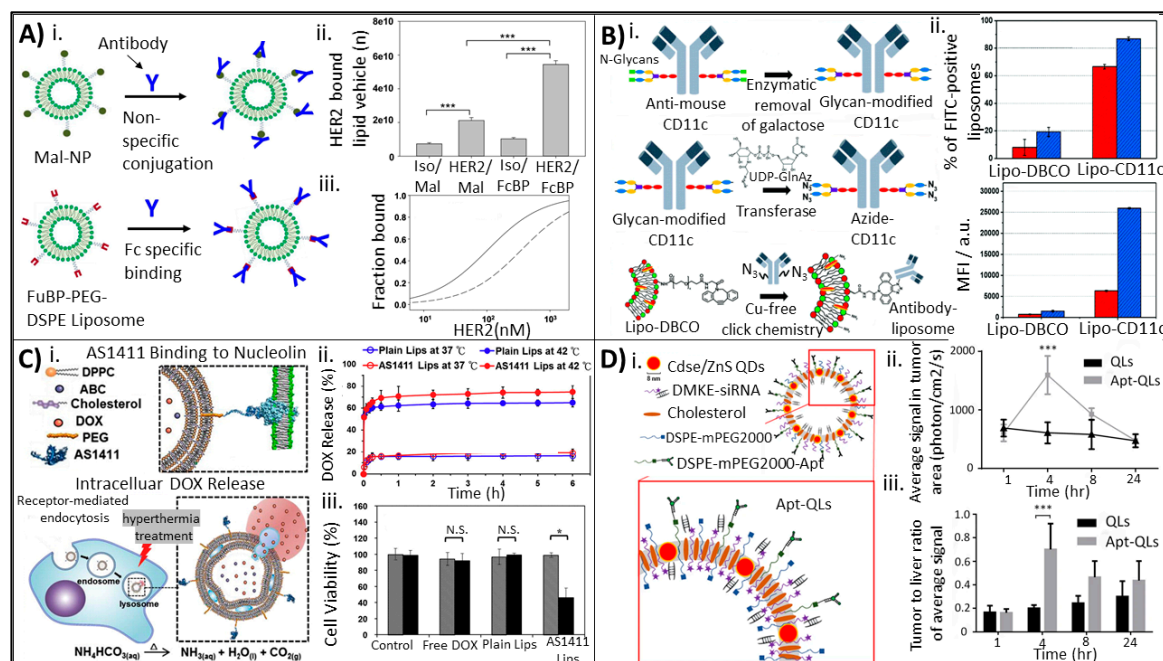 A) i.
Antibody
Non-
specific
conjugation
Mal-NP
Fc specific
binding
FuBP-PEG-
DSPE Liposome
ii.
HER2 bound
lipid vehicle (n)
8e10
6e10
4e10
2e10
0
***
***
***
Iso/
Mal
HER2/
Mal
Iso/
FcBP
HER2/
FcBP
iii.
Fraction bound
1.0
0.8
0.6
0.4
0.2
0.0
10¹
10²
10³
HER2(nM)
B) i.
N-Glycans
Anti-mouse
CD11c
Enzymatic
removal
of galactose
Glycan-modified
CD11c
UDP-GlnAz
Transferase
Glycan-modified
CD11c
N₃
N₃
N₃
N₃
Azide-
CD11c
N₃
N₃
Lipo-DBCO
Cu-free
click chemistry
Antibody-
liposome
ii.
% of FITC-positive
liposomes
100
80
60
40
20
0
Lipo-DBCO
Lipo-CD11c
MFI / a.u.
30000
25000
20000
15000
10000
5000
0
Lipo-DBCO
Lipo-CD11c
C) i.
AS1411 Binding to Nucleolin
DPPC
ABC
Cholesterol
DOX
PEG
AS1411
Intracelluar DOX Release
Receptor-mediated
endocytosis
hyperthermia
treatment
endosome
lysosome
NH₄HCO₃(aq) Δ NH₃(aq) + H₂O(l) + CO₂(g)
ii.
Plain Lips at 37 ℃
Plain Lips at 42 ℃
AS1411 Lips at 37 ℃
AS1411 Lips at 42 ℃
DOX Release (%)
100
80
60
40
20
0
0 1 2 3 4 5 6
Time (h)
iii.
Cell Viability (%)
160
140
120
100
80
60
40
20
0
N.S.
N.S.
*
Control
Free DOX
Plain Lips
AS1411
Lips
D) i.
Cdse/ZnS QDs
8 nm
DMKE-siRNA
Cholesterol
DSPE-mPEG2000
DSPE-mPEG2000-Apt
Apt-QLs
ii.
Average signal in tumor
area (photon/cm2/s)
2000
1000
0
***
QLs
Apt-QLs
1 4 8 24
Time (hr)
iii.
Tumor to liver ratio
of average signal
1.0
0.8
0.6
0.4
0.2
0
***
QLs
Apt-QLs
1 4 8 24
Time (hr)